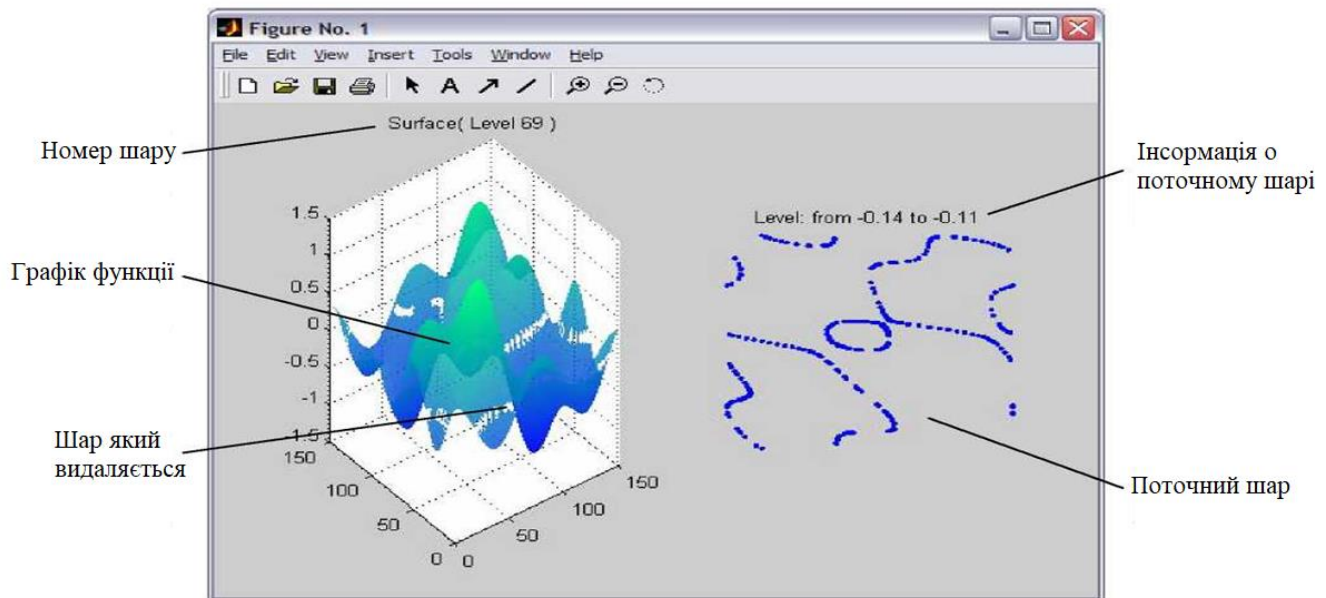 Figure No. 1
File Edit View Insert Tools Window Help
Surface( Level 69 )
Номер шару
Інсормація о
поточному шарі
Level: from -0.14 to -0.11
Графік функції
1.5
1
0.5
0
-0.5
-1
-1.5
150
100
50
0
0
50
100
150
Шар який
видаляється
Поточний шар